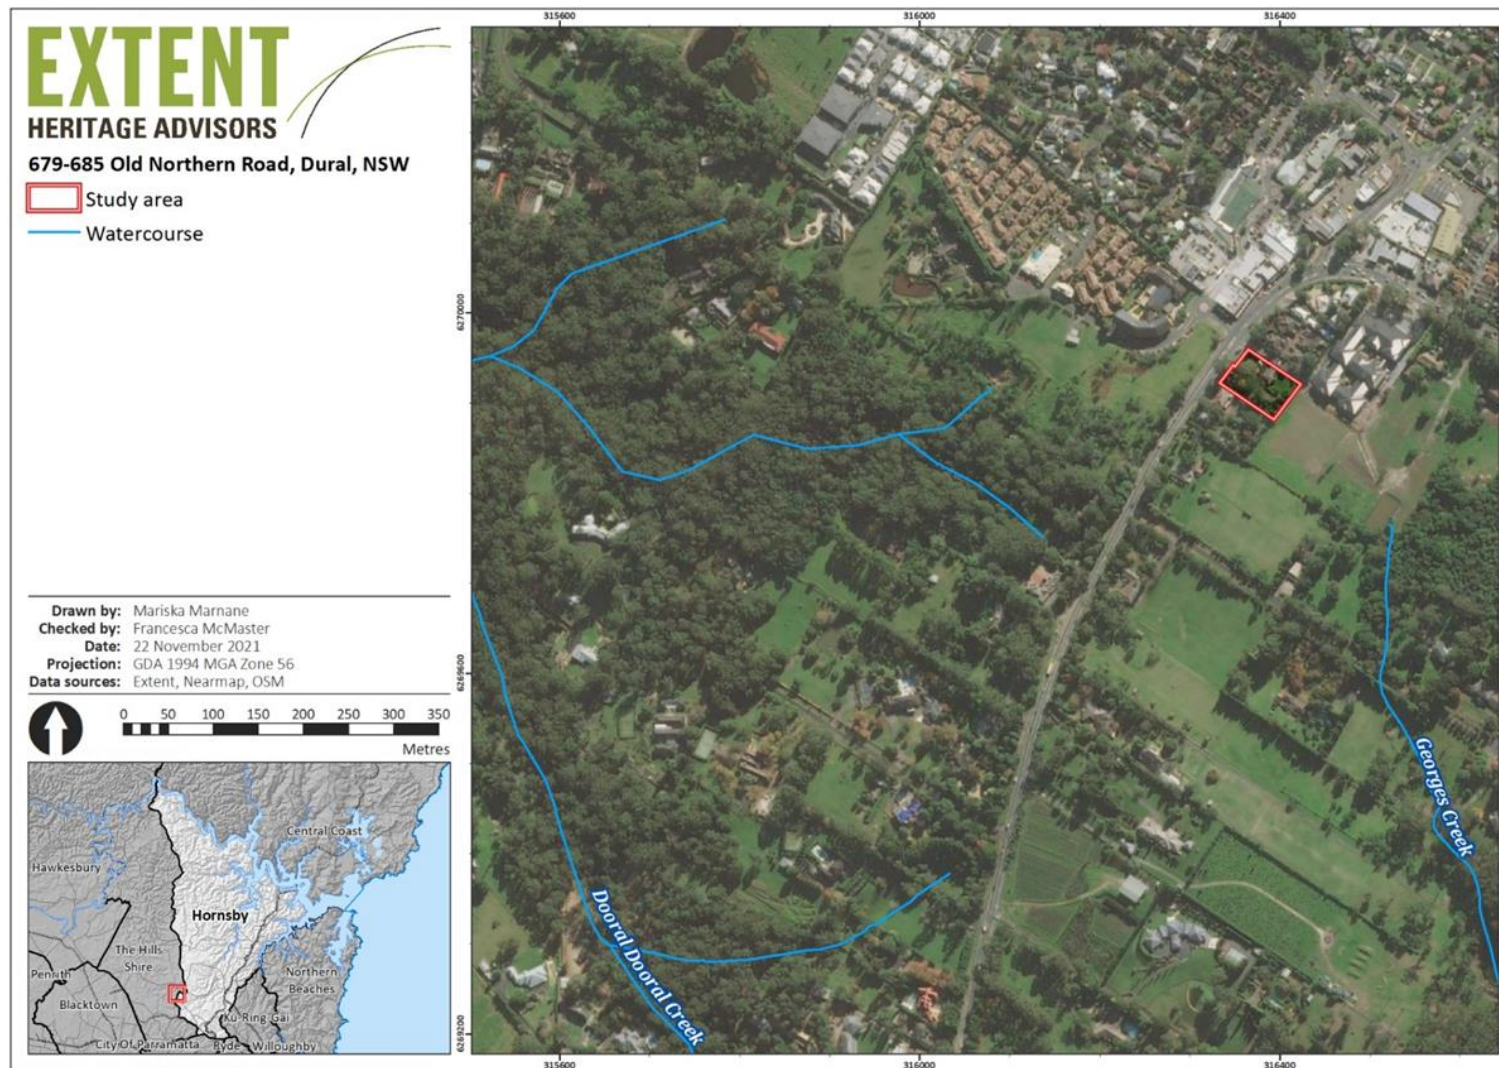 EXTENT
HERITAGE ADVISORS
679-685 Old Northern Road, Dural, NSW
Study area
Watercourse
Drawn by: Mariska Marnane
Checked by: Francesca McMaster
Date: 22 November 2021
Projection: GDA 1994 MGA Zone 56
Data sources: Extent, Nearmap, OSM
0 50 100 150 200 250 300 350
Metres
Central Coast
Hawkesbury
Hornsby
The Hills
Shire
Penrith
Northern
Beaches
Blacktown
Ku-Ring-Gai
City Of Parramatta
Ryde
Willoughby
315600 316000 316400
6270000
6269600
6269200
Georges Creek
Dooral Dooral Creek
315600 316000 316400